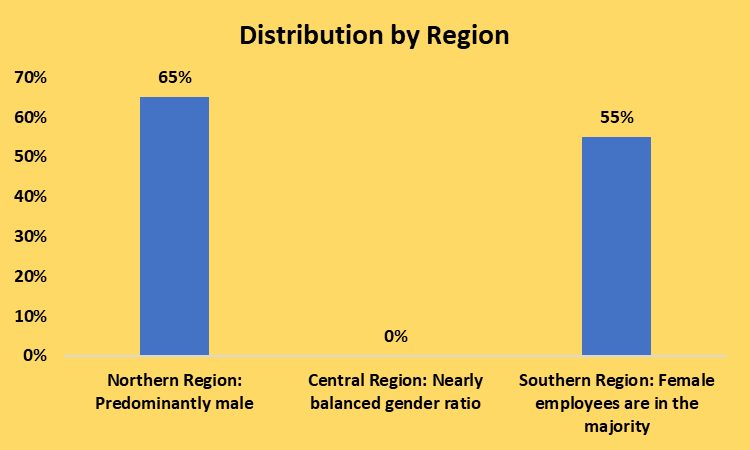 Distribution by Region
70%
60%
50%
40%
30%
20%
10%
0%
65%
0%
55%
Northern Region:
Predominantly male
Central Region: Nearly
balanced gender ratio
Southern Region: Female
employees are in the
majority